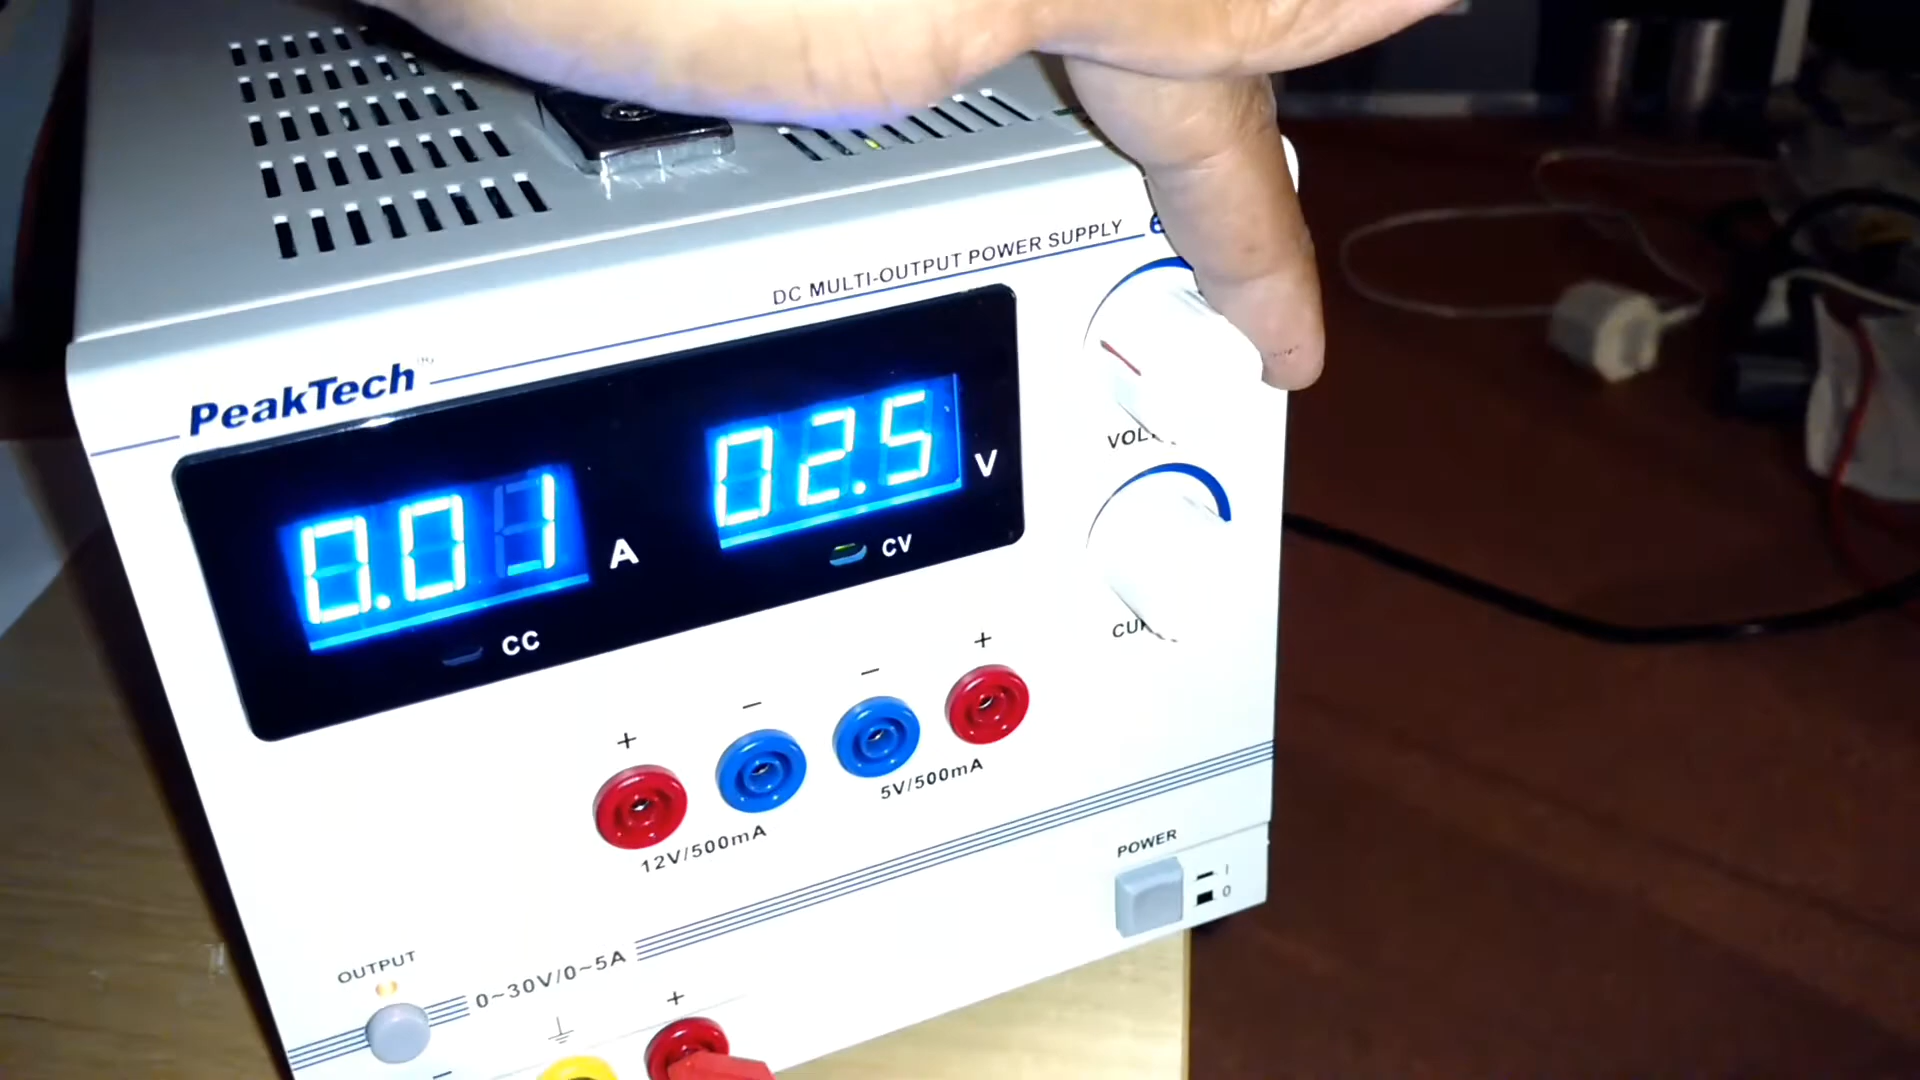 DC MULTI-OUTPUT POWER SUPPLY
PeakTech®
0.01 A
02.5 V
CC
CV
+ - - +
12V/500mA
5V/500mA
POWER
I
0
OUTPUT
0~30V/0~5A
- +